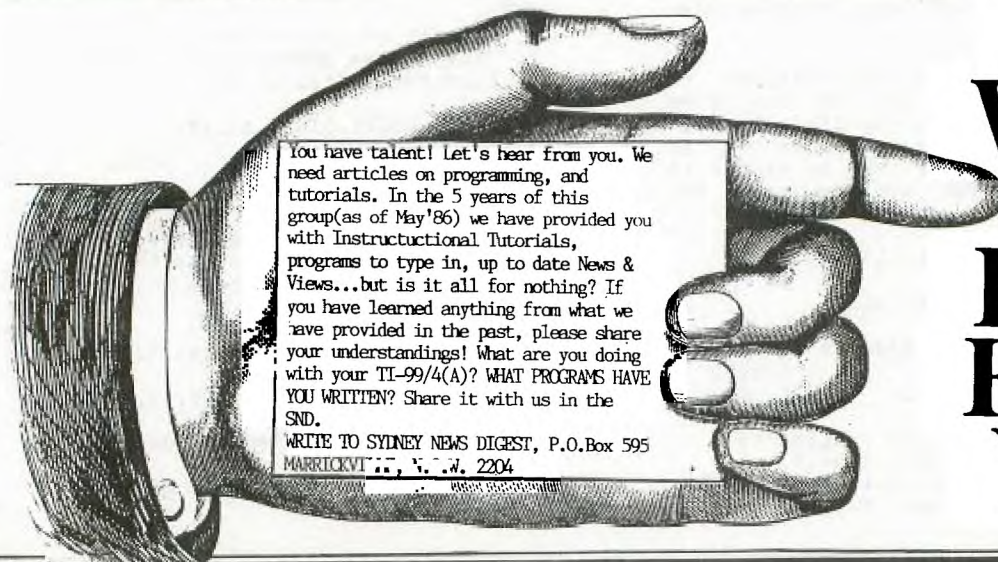 You have talent! Let's hear from you. We
need articles on programming, and
tutorials. In the 5 years of this
group(as of May'86) we have provided you
with Instructuctional Tutorials,
programs to type in, up to date News &
Views...but is it all for nothing? If
you have learned anything from what we
have provided in the past, please share
your understandings! What are you doing
with your TI-99/4(A)? WHAT PROGRAMS HAVE
YOU WRITTEN? Share it with us in the
SND.
WRITE TO SYDNEY NEWS DIGEST, P.O.Box 595
N.S.W. 2204